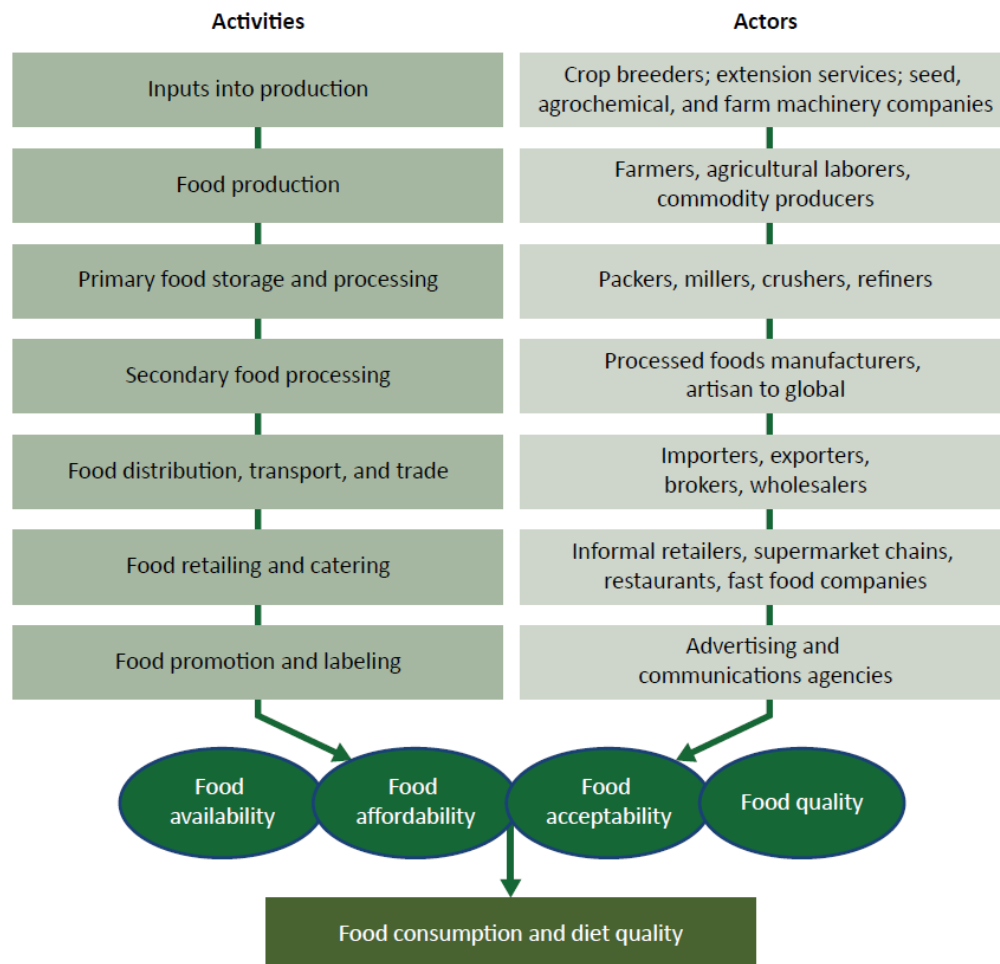 Activities
Actors
Inputs into production
Crop breeders; extension services; seed,
agrochemical, and farm machinery companies
Food production
Farmers, agricultural laborers,
commodity producers
Primary food storage and processing
Packers, millers, crushers, refiners
Secondary food processing
Processed foods manufacturers,
artisan to global
Food distribution, transport, and trade
Importers, exporters,
brokers, wholesalers
Food retailing and catering
Informal retailers, supermarket chains,
restaurants, fast food companies
Food promotion and labeling
Advertising and
communications agencies
Food
availability
Food
affordability
Food
acceptability
Food quality
Food consumption and diet quality